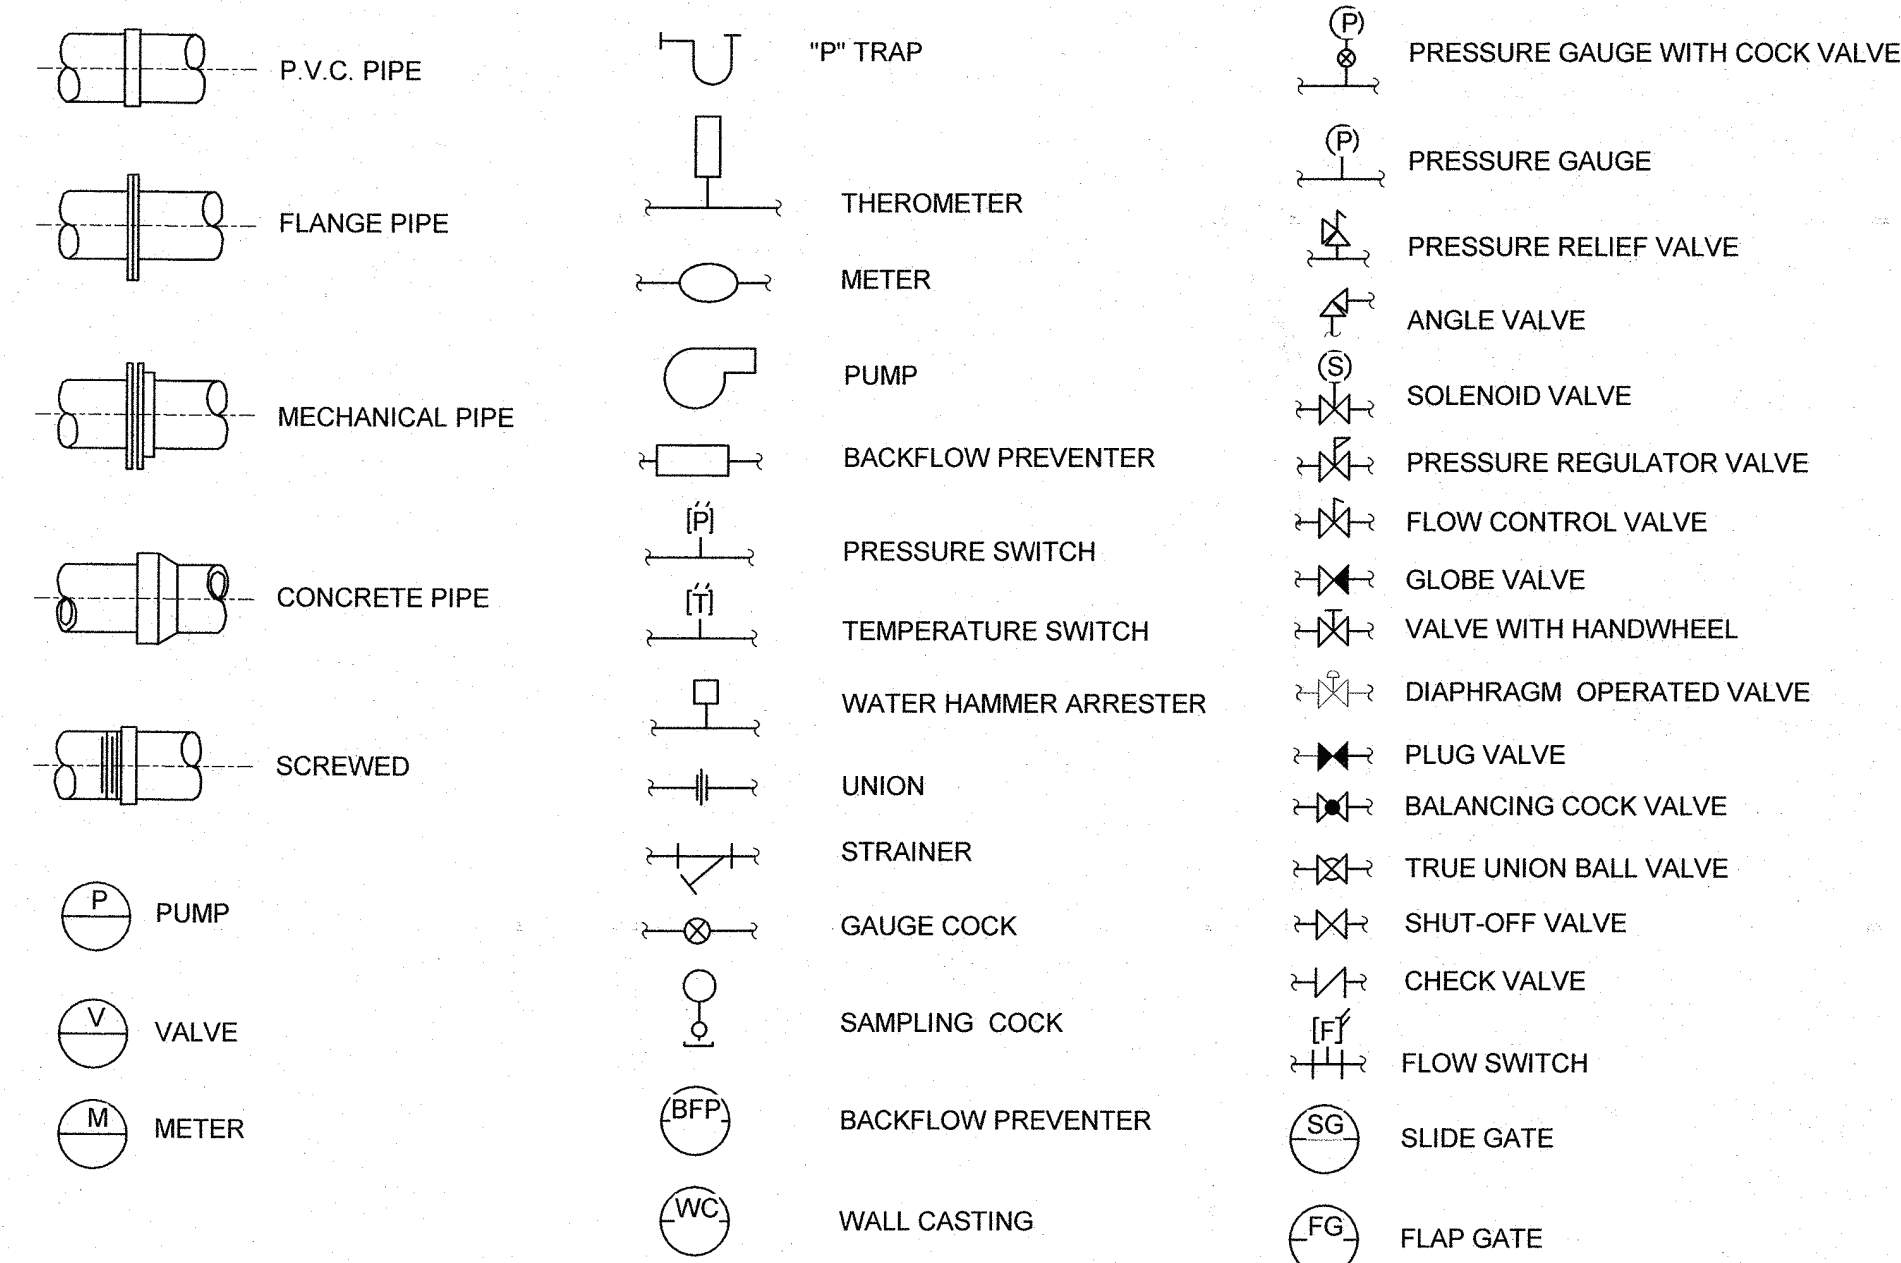 P.V.C. PIPE
FLANGE PIPE
MECHANICAL PIPE
CONCRETE PIPE
SCREWED
P PUMP
V VALVE
M METER
"P" TRAP
THEROMETER
METER
PUMP
BACKFLOW PREVENTER
[P]
PRESSURE SWITCH
[T]
TEMPERATURE SWITCH
WATER HAMMER ARRESTER
UNION
STRAINER
GAUGE COCK
SAMPLING COCK
BFP BACKFLOW PREVENTER
WC WALL CASTING
(P)
PRESSURE GAUGE WITH COCK VALVE
(P)
PRESSURE GAUGE
PRESSURE RELIEF VALVE
ANGLE VALVE
(S)
SOLENOID VALVE
PRESSURE REGULATOR VALVE
FLOW CONTROL VALVE
GLOBE VALVE
VALVE WITH HANDWHEEL
DIAPHRAGM OPERATED VALVE
PLUG VALVE
BALANCING COCK VALVE
TRUE UNION BALL VALVE
SHUT-OFF VALVE
CHECK VALVE
[F]
FLOW SWITCH
SG SLIDE GATE
FG FLAP GATE